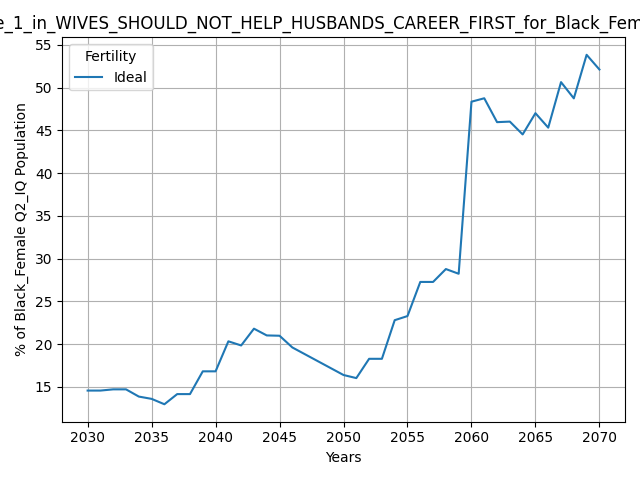 e_1_in_WIVES_SHOULD_NOT_HELP_HUSBANDS_CAREER_FIRST_for_Black_Fem
Fertility
Ideal
% of Black_Female Q2_IQ Population
55
50
45
40
35
30
25
20
15
2030 2035 2040 2045 2050 2055 2060 2065 2070
Years